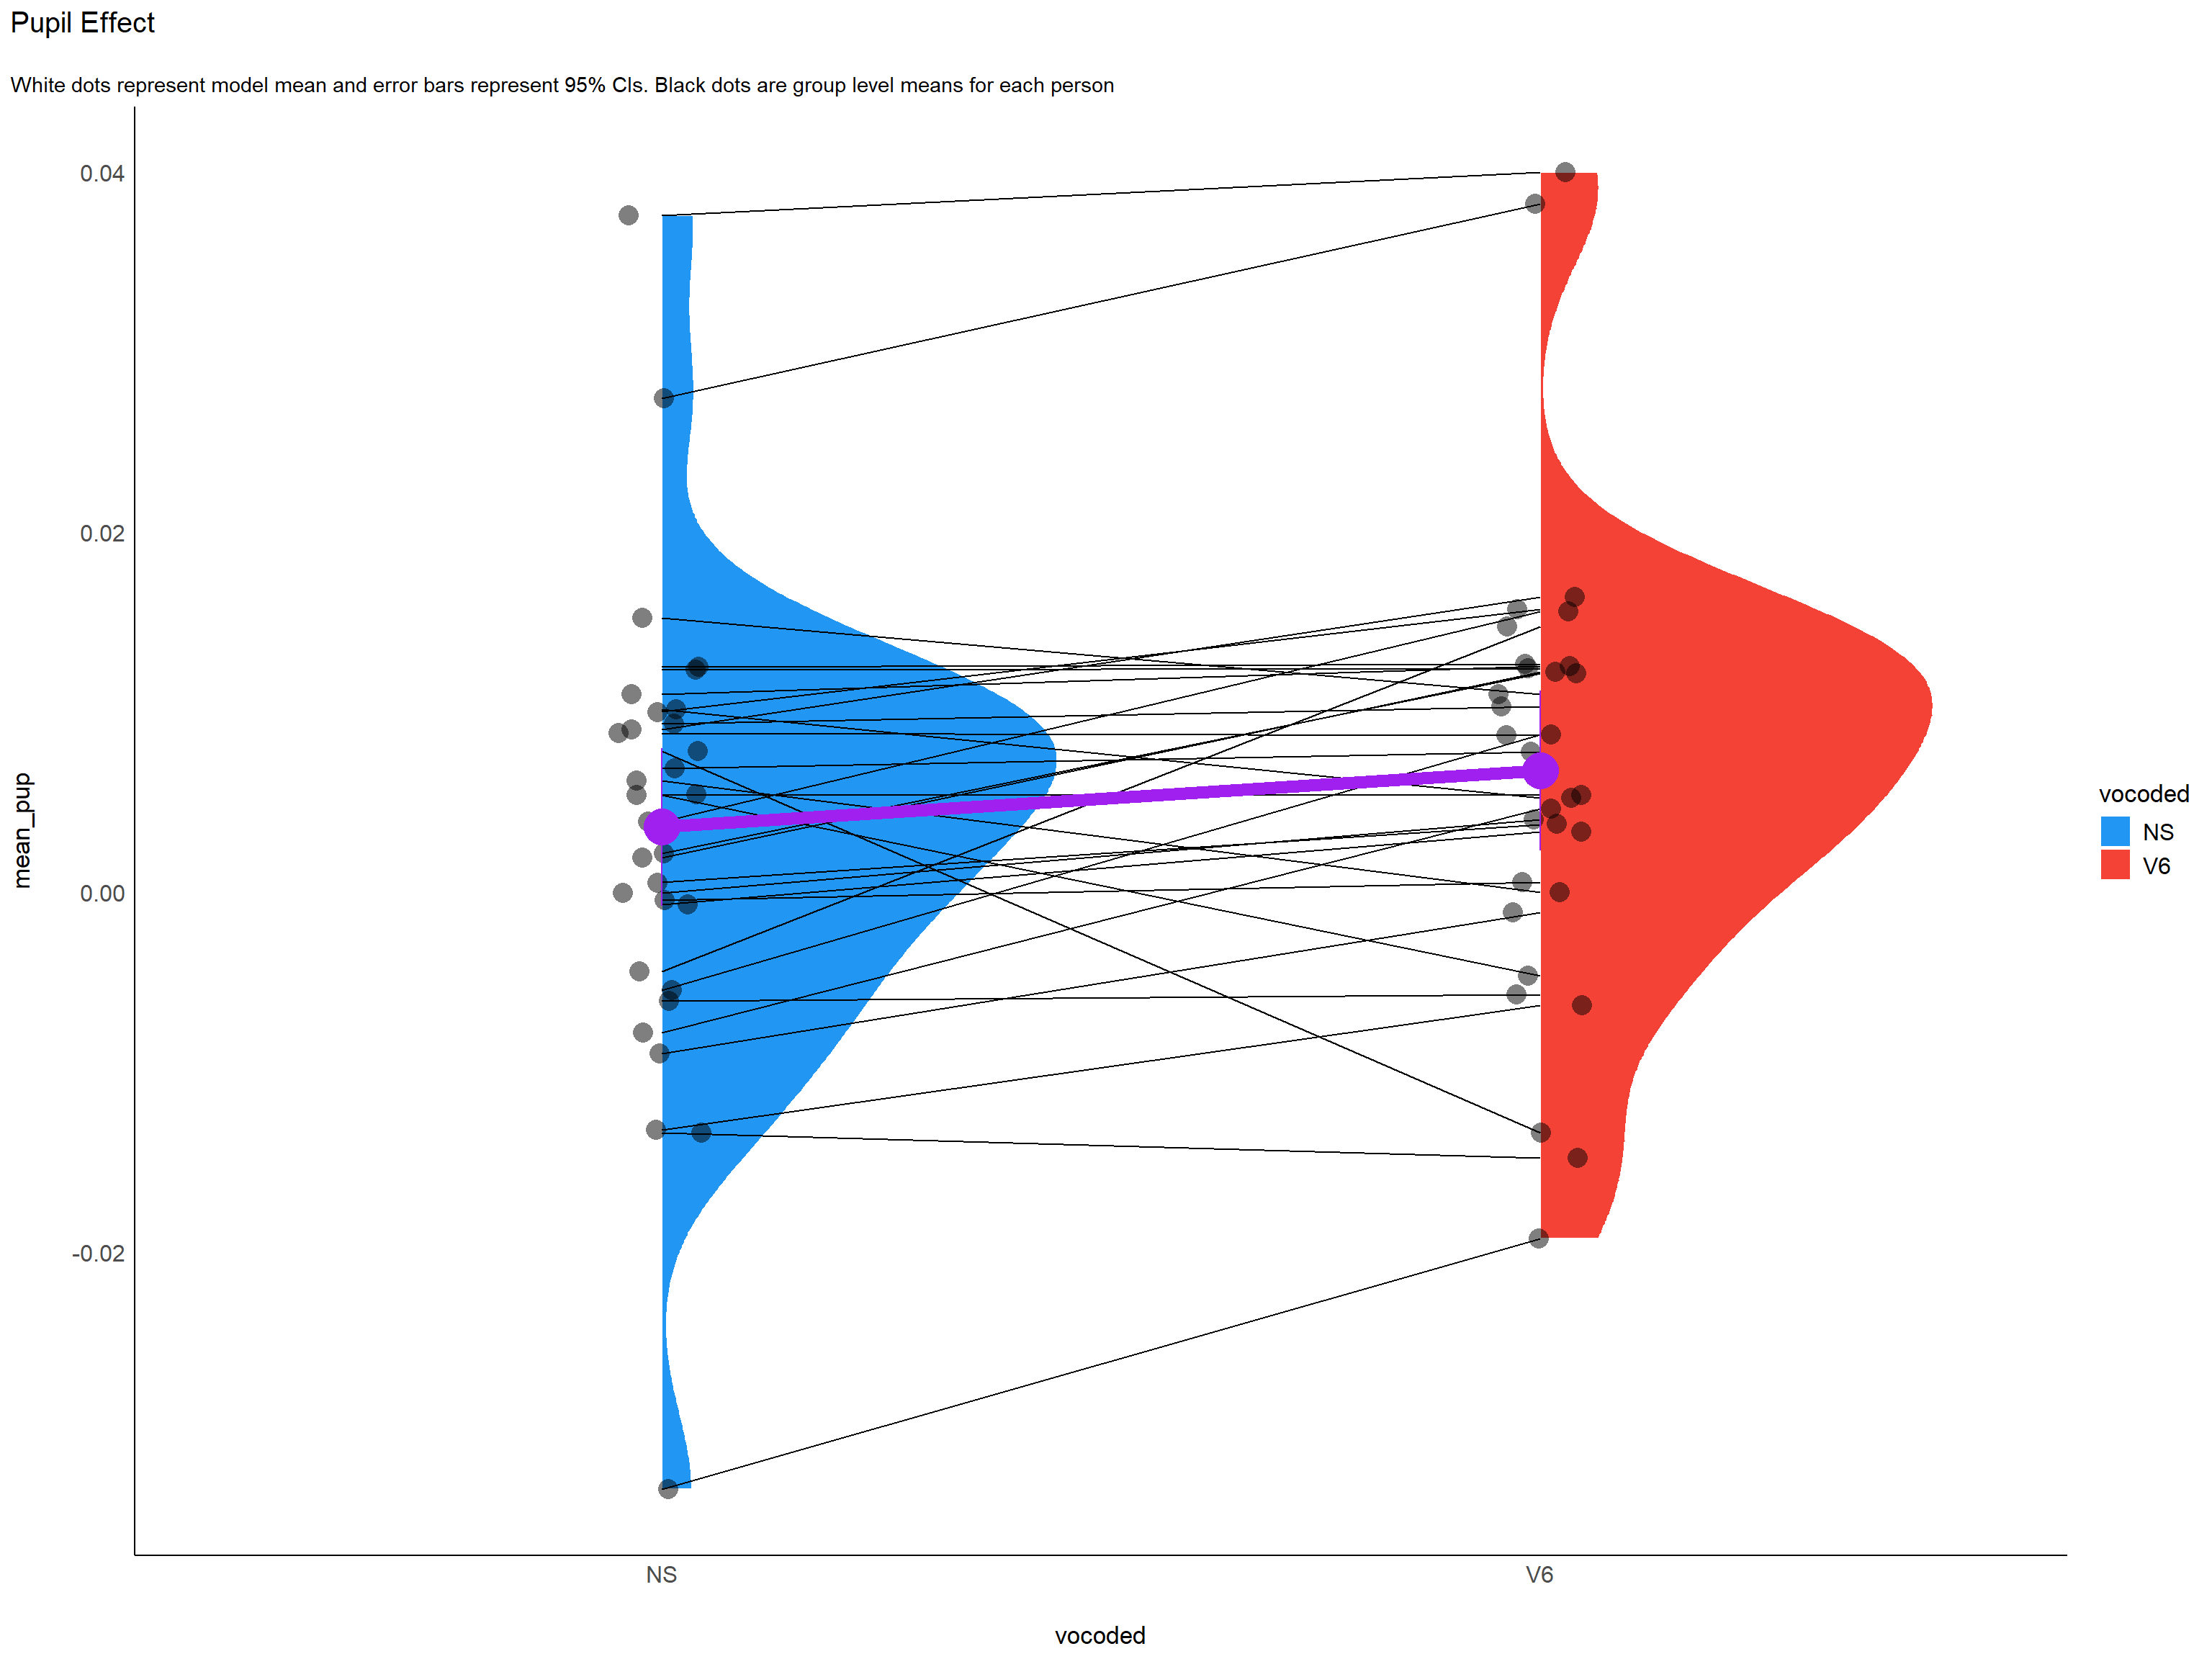 Pupil Effect
White dots represent model mean and error bars represent 95% CIs. Black dots are group level means for each person
0.04
0.02
0.00
-0.02
mean_pup
NS
V6
vocoded
vocoded
NS
V6